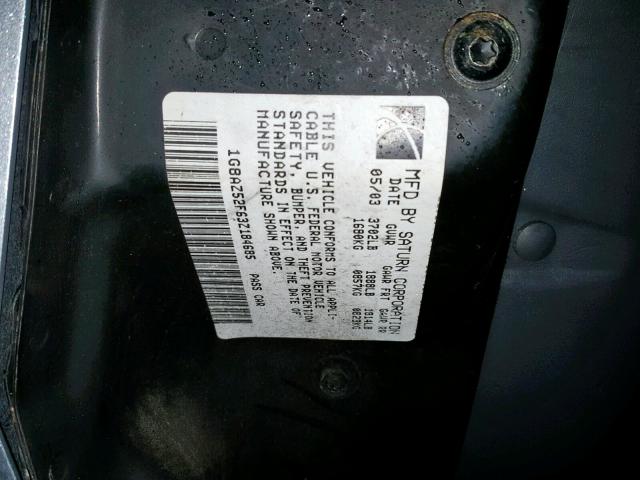 MFD BY SATURN CORPORATION
DATE GVWR GAWR FRT GAWR RR
05/03 3702LB 1888LB 1914LB
1680KG 0857KG
THIS VEHICLE CONFORMS TO ALL APPLI-
CABLE U.S. FEDERAL MOTOR VEHICLE
SAFETY, BUMPER, AND THEFT PREVENTION
STANDARDS IN EFFECT ON THE DATE OF
MANUFACTURE SHOWN ABOVE.
1G8AZ52F63Z184685 PASS CAR